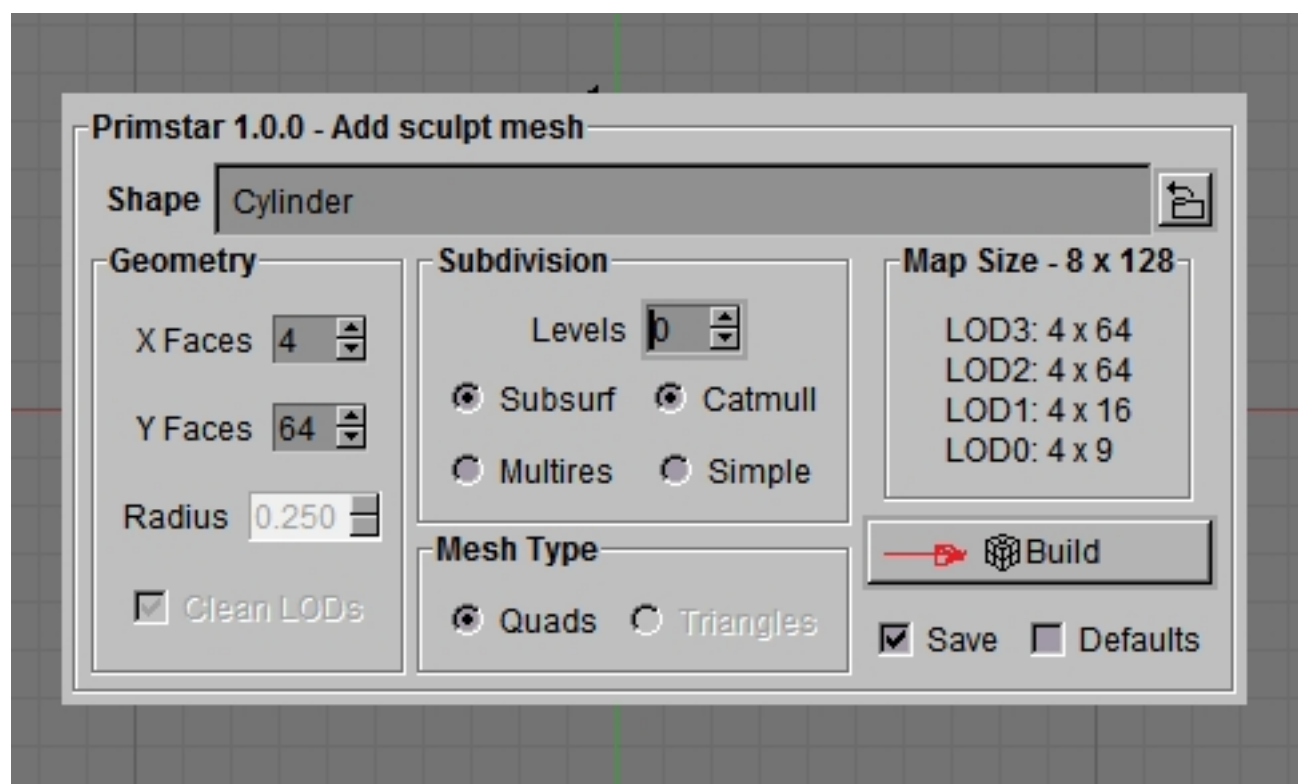 Primstar 1.0.0 - Add sculpt mesh
Shape Cylinder
Geometry
X Faces 4
Y Faces 64
Radius 0.250
Clean LODs
Subdivision
Levels 0
Subsurf Catmull
Multires Simple
Mesh Type
Quads Triangles
Map Size - 8 x 128
LOD3: 4 x 64
LOD2: 4 x 64
LOD1: 4 x 16
LOD0: 4 x 9
Build
Save Defaults